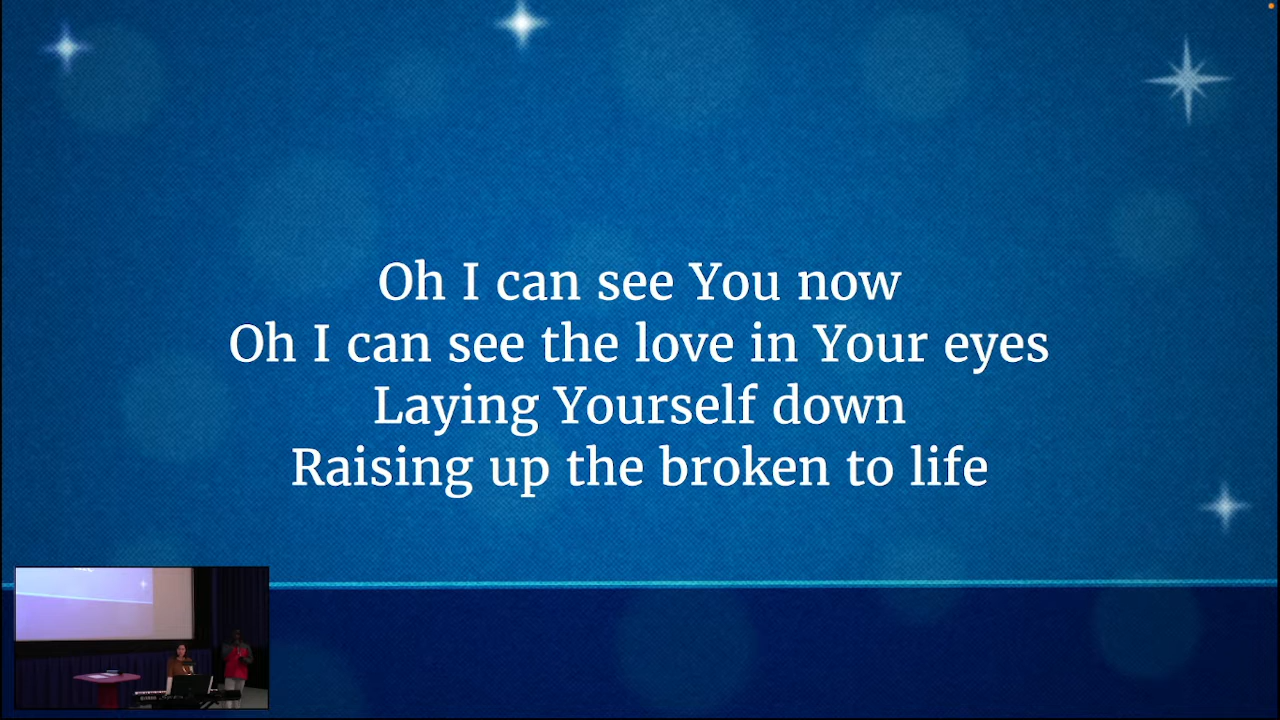 Oh I can see You now
Oh I can see the love in Your eyes
Laying Yourself down
Raising up the broken to life